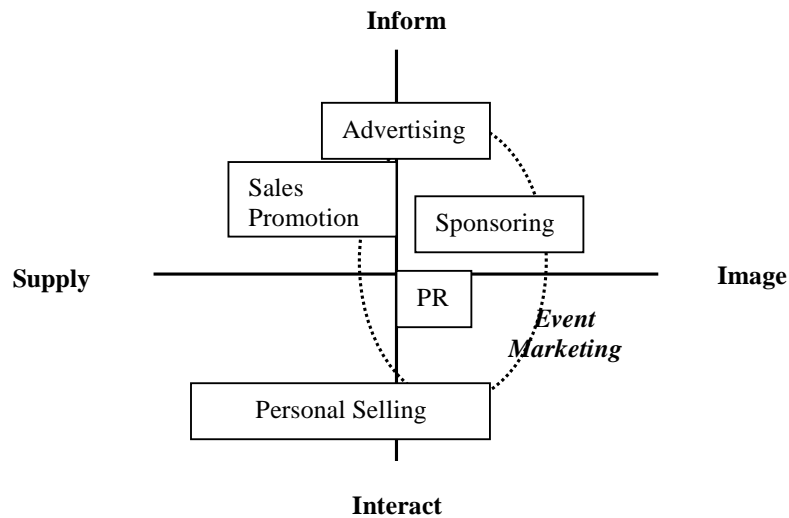 Inform
Advertising
Sales
Promotion
Sponsoring
Supply
Image
PR
Event
Marketing
Personal Selling
Interact